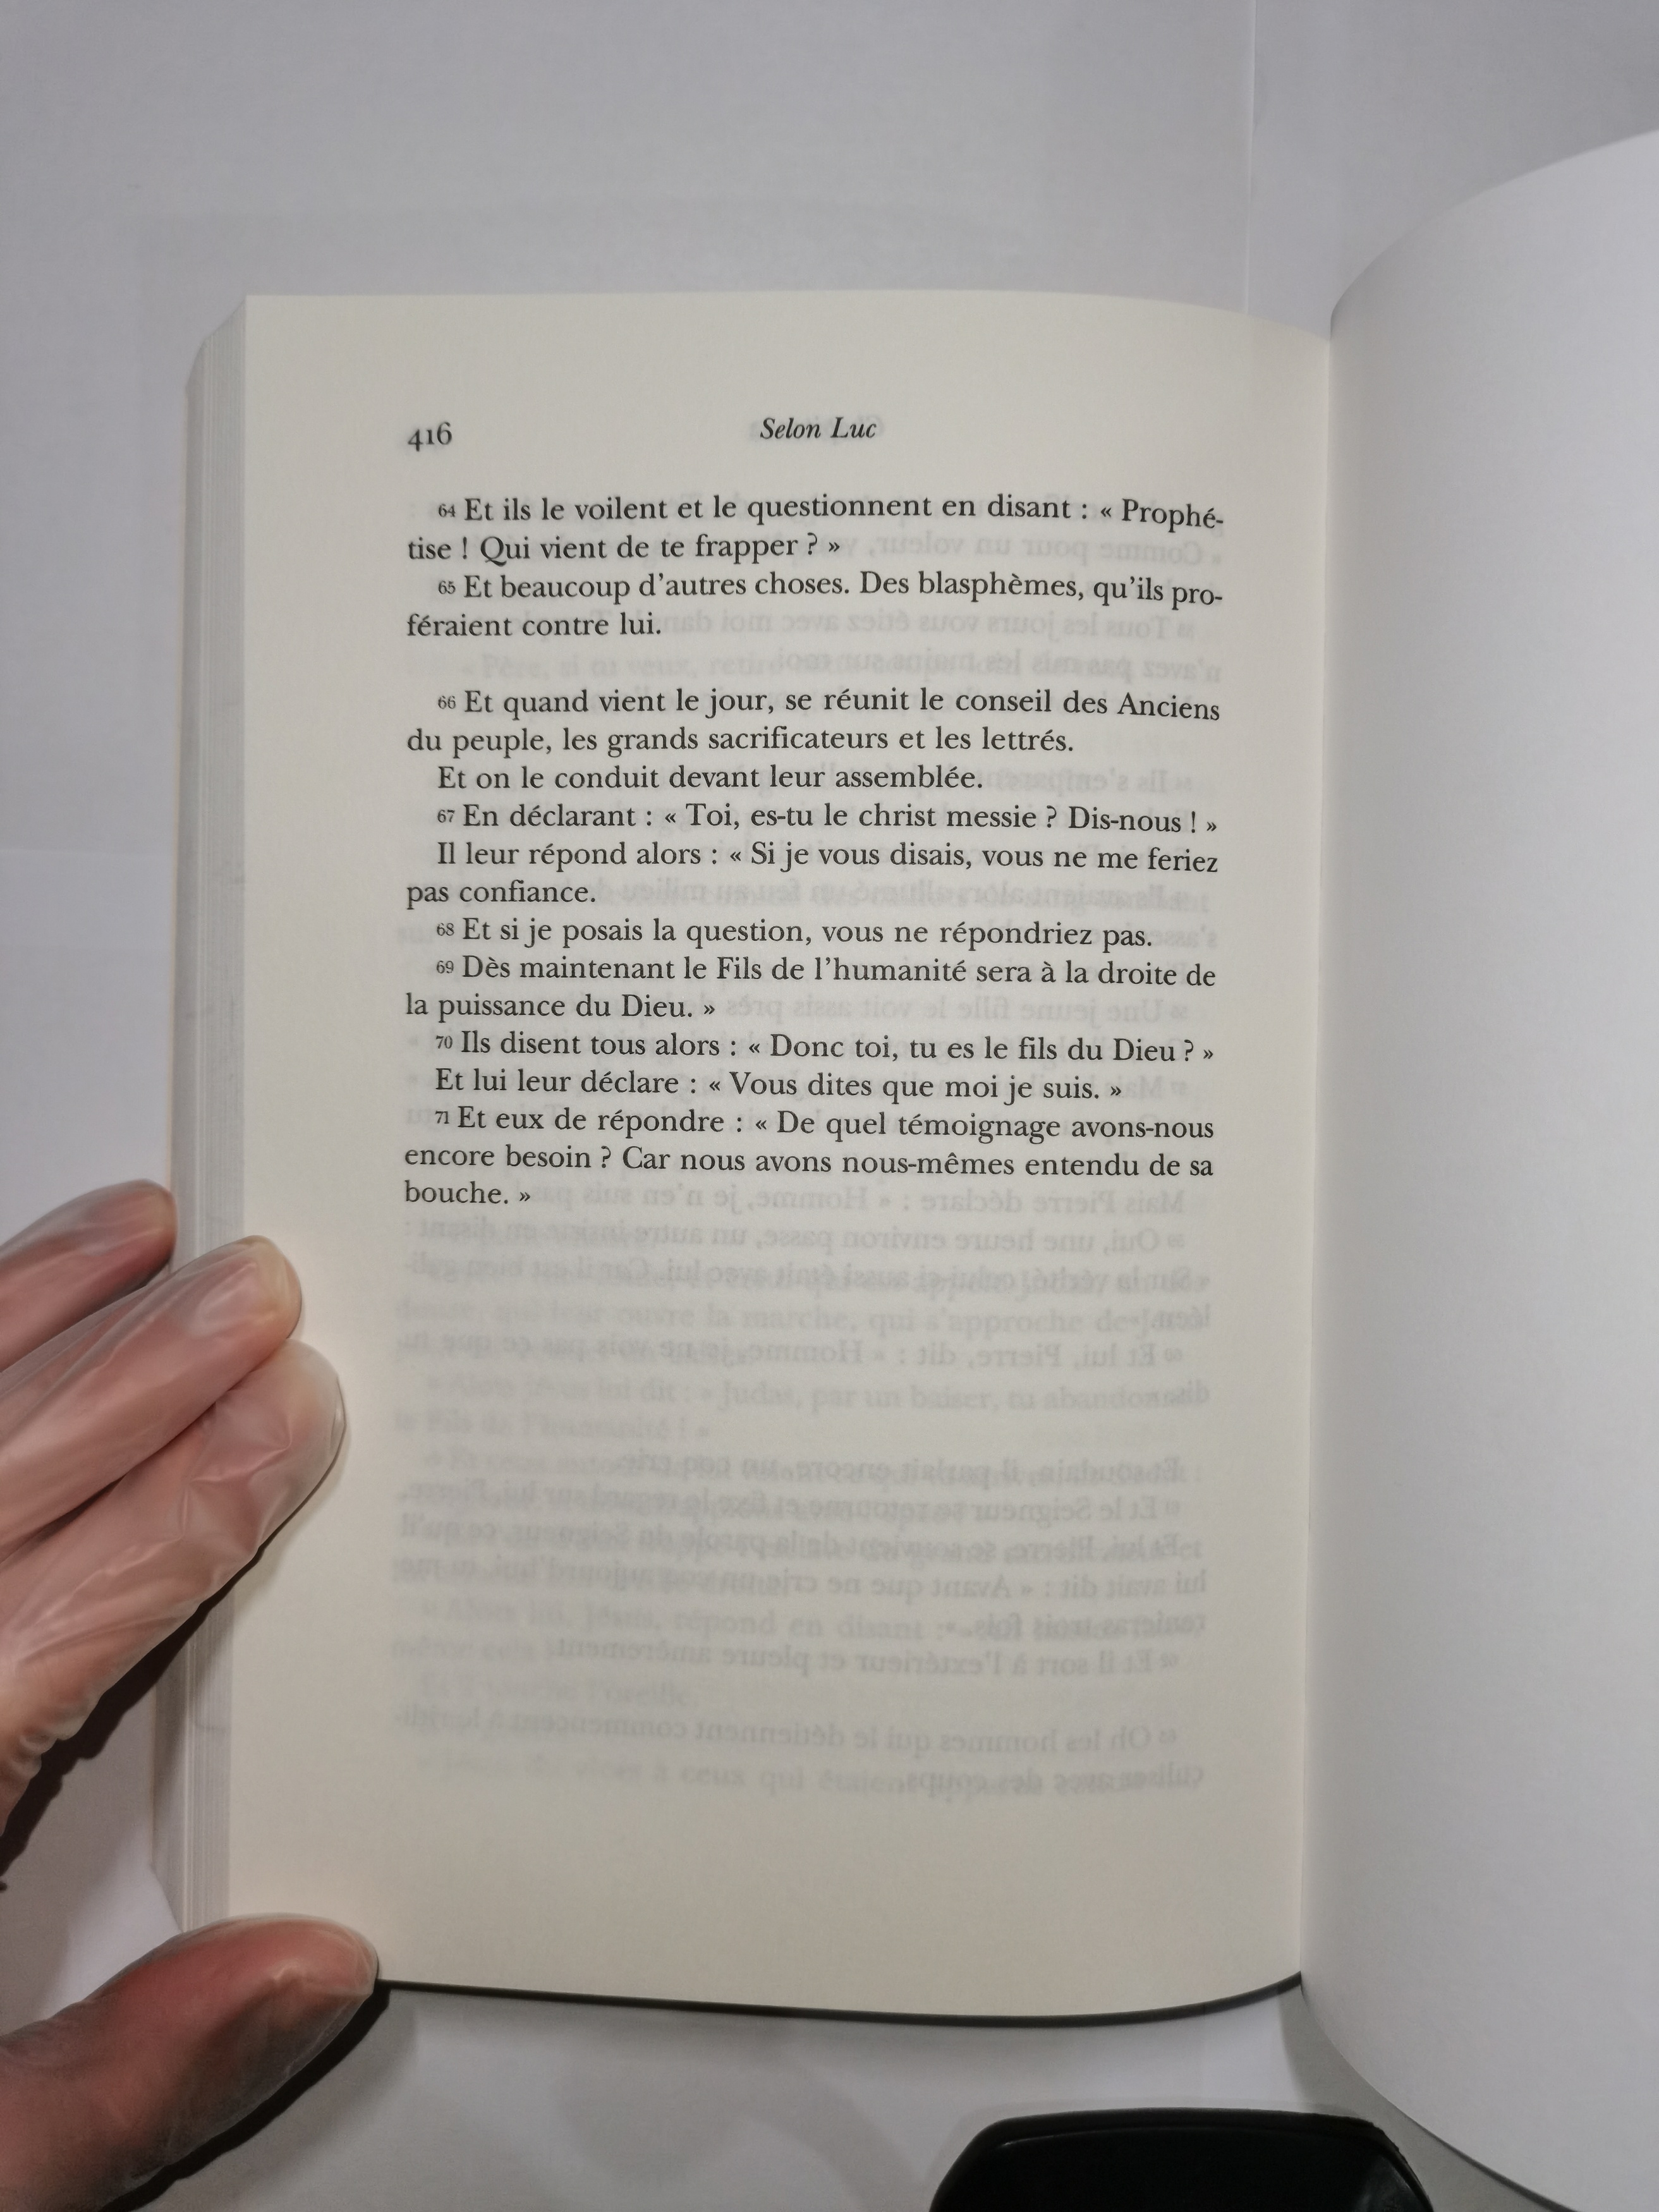 416
Selon Luc
64 Et ils le voilent et le questionnent en disant : « Prophé-
tise ! Qui vient de te frapper ? »
65 Et beaucoup d'autres choses. Des blasphèmes, qu'ils pro-
féraient contre lui.
66 Et quand vient le jour, se réunit le conseil des Anciens
du peuple, les grands sacrificateurs et les lettrés.
Et on le conduit devant leur assemblée.
67 En déclarant : « Toi, es-tu le christ messie ? Dis-nous ! »
Il leur répond alors : « Si je vous disais, vous ne me feriez
pas confiance.
68 Et si je posais la question, vous ne répondriez pas.
69 Dès maintenant le Fils de l'humanité sera à la droite de
la puissance du Dieu. »
70 Ils disent tous alors : « Donc toi, tu es le fils du Dieu ? »
Et lui leur déclare : « Vous dites que moi je suis. »
71 Et eux de répondre : « De quel témoignage avons-nous
encore besoin ? Car nous avons nous-mêmes entendu de sa
bouche. »